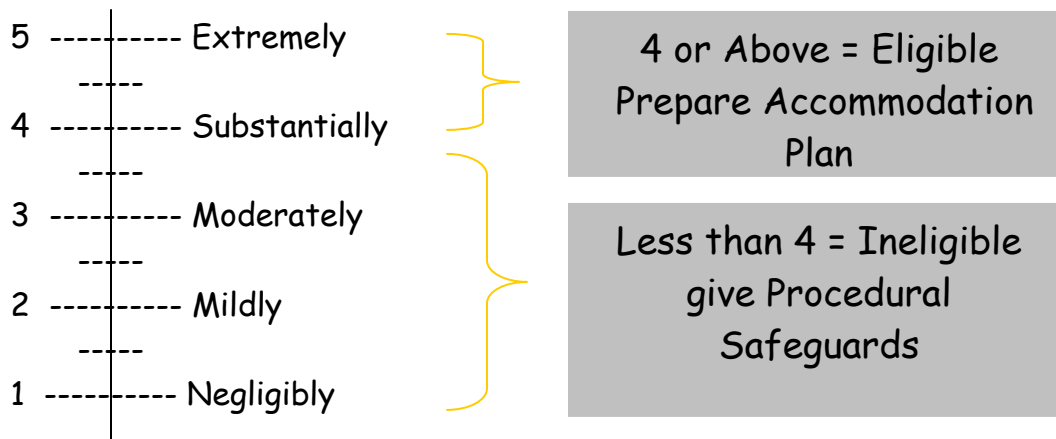 5 ---------- Extremely
-----
4 ---------- Substantially
-----
3 ---------- Moderately
-----
2 ---------- Mildly
-----
1 ---------- Negligibly
4 or Above = Eligible
Prepare Accommodation
Plan
Less than 4 = Ineligible
give Procedural
Safeguards